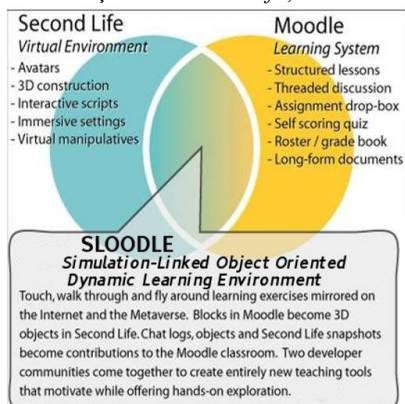 Second Life
Virtual Environment
- Avatars
- 3D construction
- Interactive scripts
- Immersive settings
- Virtual manipulatives
Moodle
Learning System
- Structured lessons
- Threaded discussion
- Assignment drop-box
- Self scoring quiz
- Roster / grade book
- Long-form documents
SLOODLE
Simulation-Linked Object Oriented
Dynamic Learning Environment
Touch, walk through and fly around learning exercises mirrored on
the Internet and the Metaverse. Blocks in Moodle become 3D
objects in Second Life. Chat logs, objects and Second Life snapshots
become contributions to the Moodle classroom. Two developer
communities come together to create entirely new teaching tools
that motivate while offering hands-on exploration.